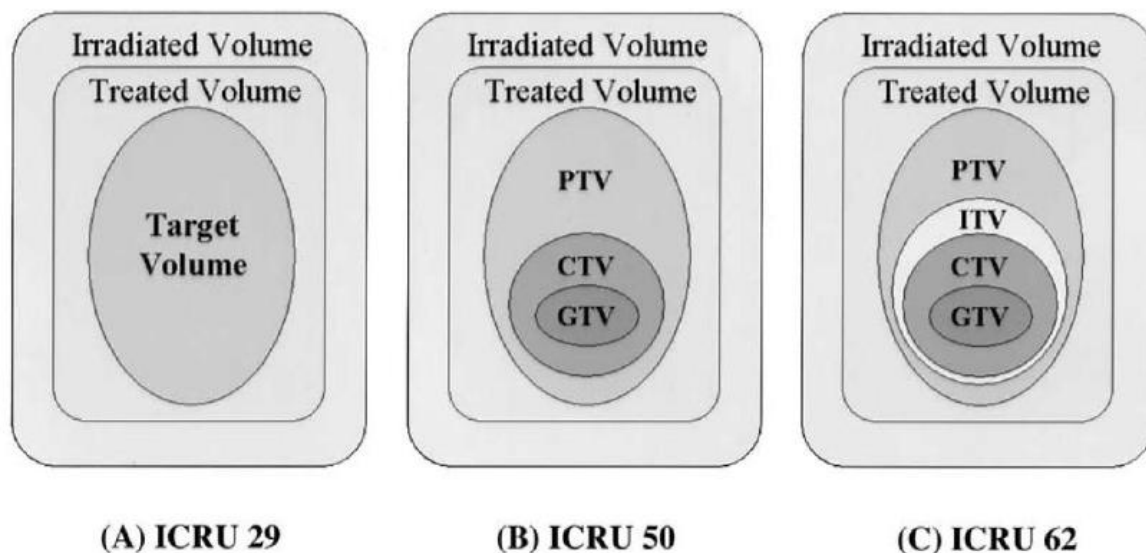 Irradiated Volume
Treated Volume
Target
Volume
(A) ICRU 29
Irradiated Volume
Treated Volume
PTV
CTV
GTV
(B) ICRU 50
Irradiated Volume
Treated Volume
PTV
ITV
CTV
GTV
(C) ICRU 62